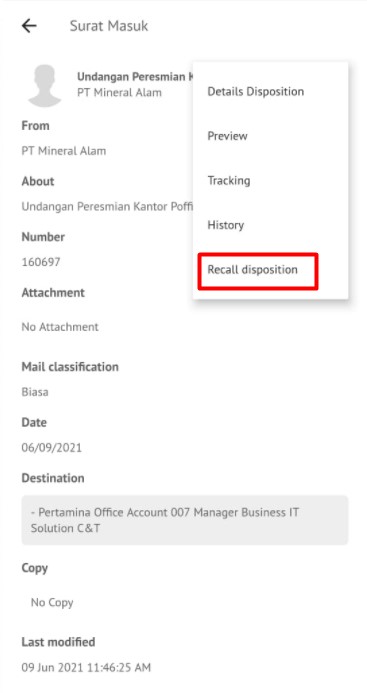 Surat Masuk
Undangan Peresmian
PT Mineral Alam
Details Disposition
Preview
Tracking
History
Recall disposition
From
PT Mineral Alam
About
Undangan Peresmian Kantor Poffi
Number
160697
Attachment
No Attachment
Mail classification
Biasa
Date
06/09/2021
Destination
- Pertamina Office Account 007 Manager Business IT
Solution C&T
Copy
No Copy
Last modified
09 Jun 2021 11:46:25 AM